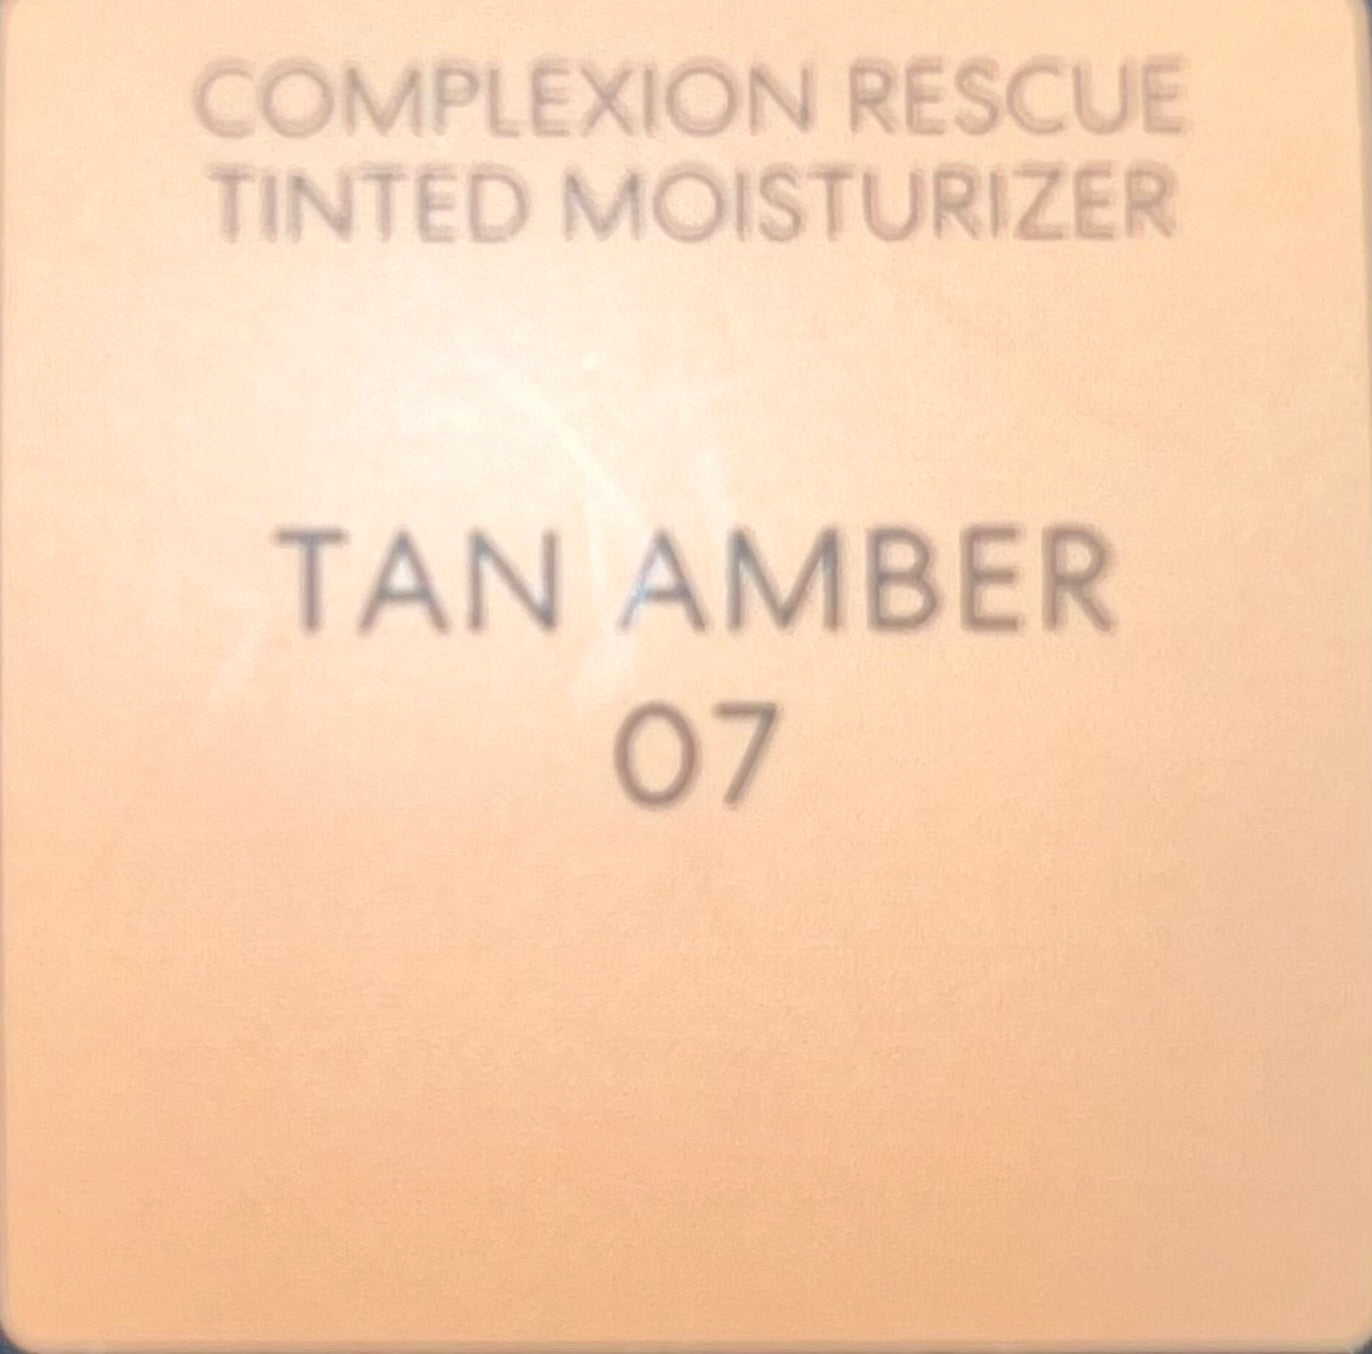 COMPLEXION RESCUE
TINTED MOISTURIZER
TAN AMBER
07